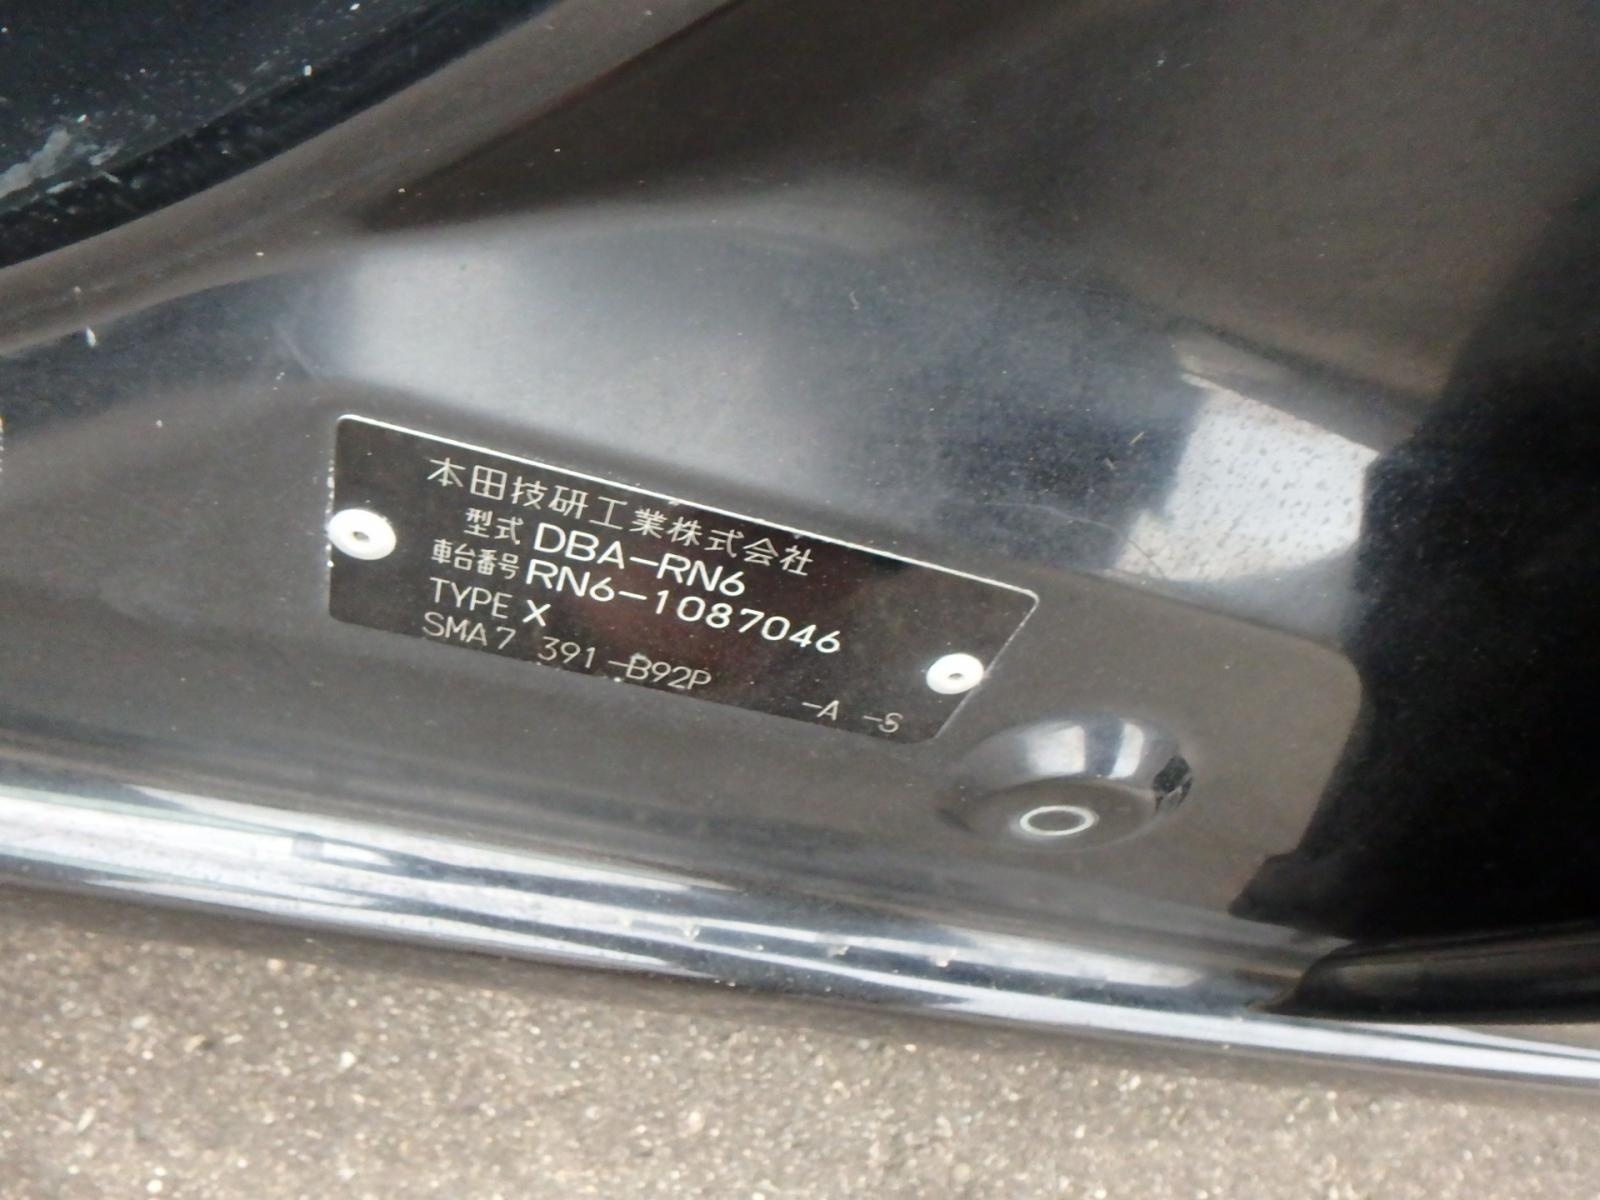 本田技研工業株式会社
型式 DBA-RN6
車台番号 RN6-1087046
TYPE X
SMA7 391-B92P
-A -S